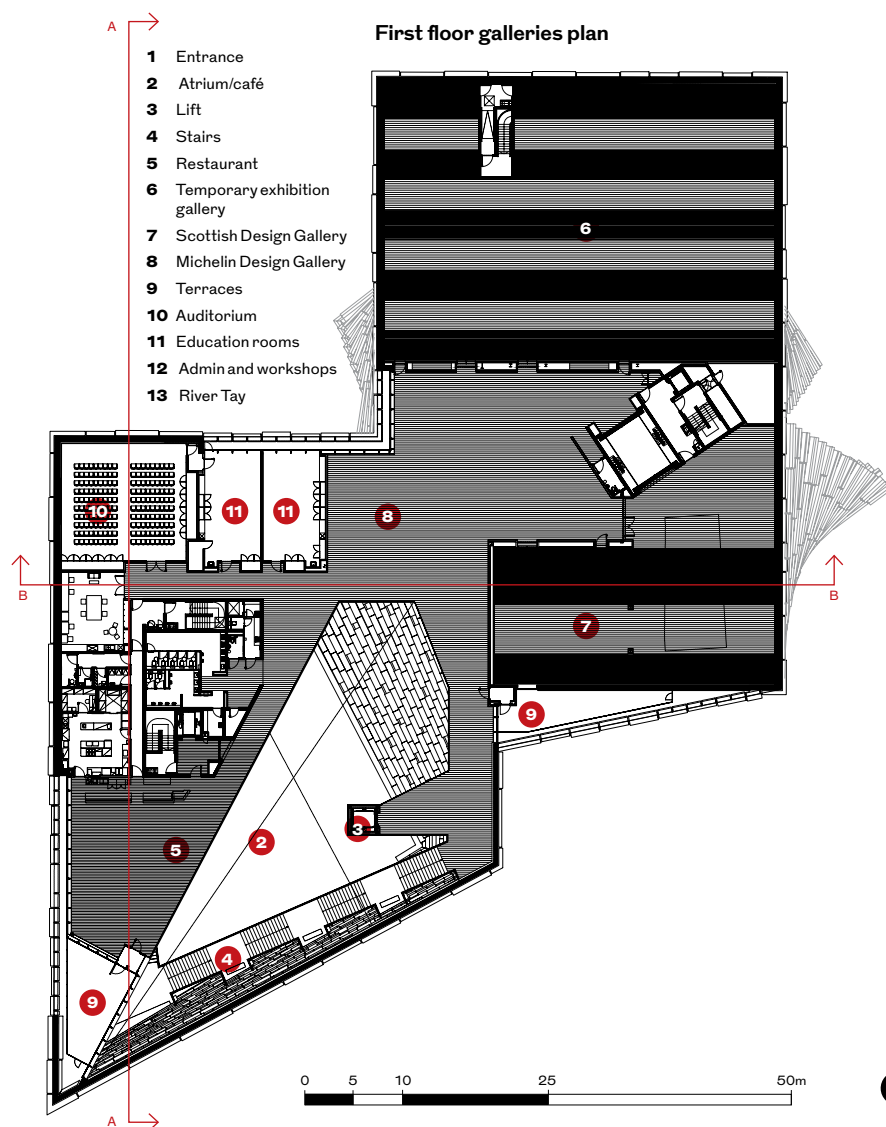 First floor galleries plan
A
1 Entrance
2 Atrium/café
3 Lift
4 Stairs
5 Restaurant
6 Temporary exhibition
gallery
7 Scottish Design Gallery
8 Michelin Design Gallery
9 Terraces
10 Auditorium
11 Education rooms
12 Admin and workshops
13 River Tay
6
10
11
11
8
B
B
7
9
3
2
5
4
9
0 5 10 25 50m
A